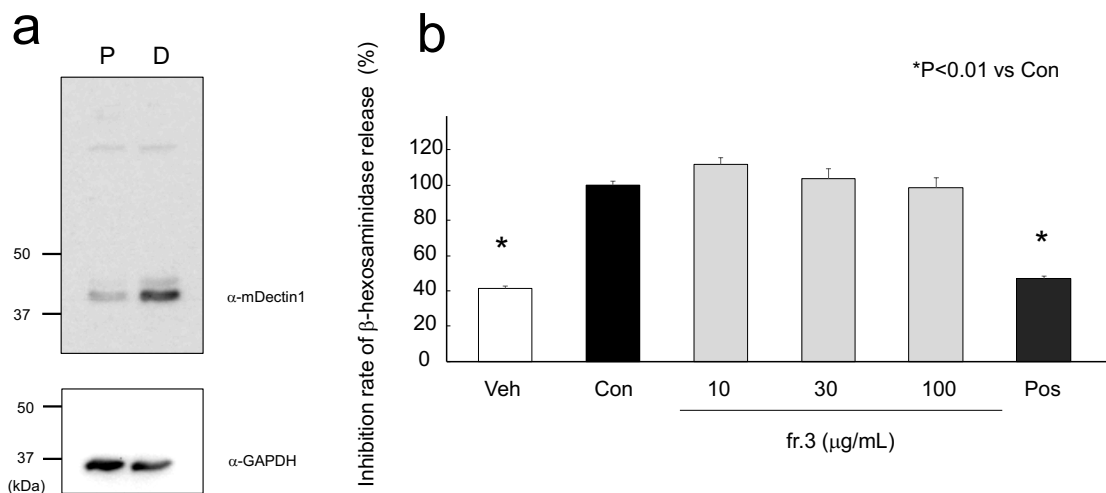 a
P D
50
37
α-mDectin1
50
37
(kDa)
α-GAPDH
b
Inhibition rate of β-hexosaminidase release (%)
*P<0.01 vs Con
120
100
80
60
40
20
0
*
*
Veh Con 10 30 100 Pos
fr.3 (μg/mL)